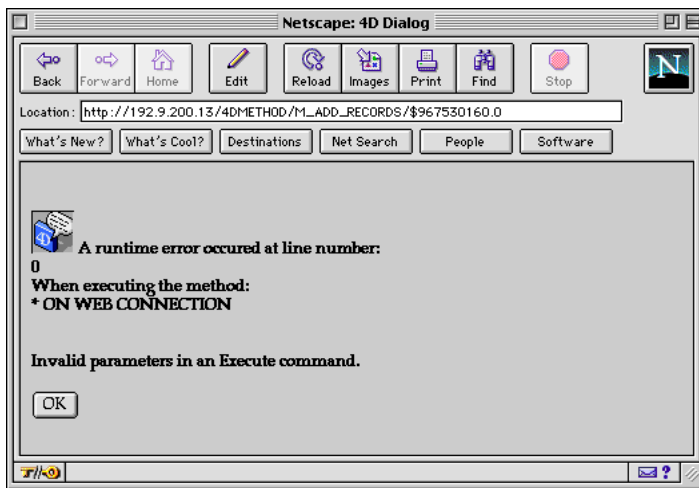 Netscape: 4D Dialog
Back Forward Home Edit Reload Images Print Find Stop
N
Location: http://192.9.200.13/4DMETHOD/M_ADD_RECORDS/$967530160.0
What's New? What's Cool? Destinations Net Search People Software
4D A runtime error occured at line number:
0
When executing the method:
* ON WEB CONNECTION
Invalid parameters in an Execute command.
OK
?